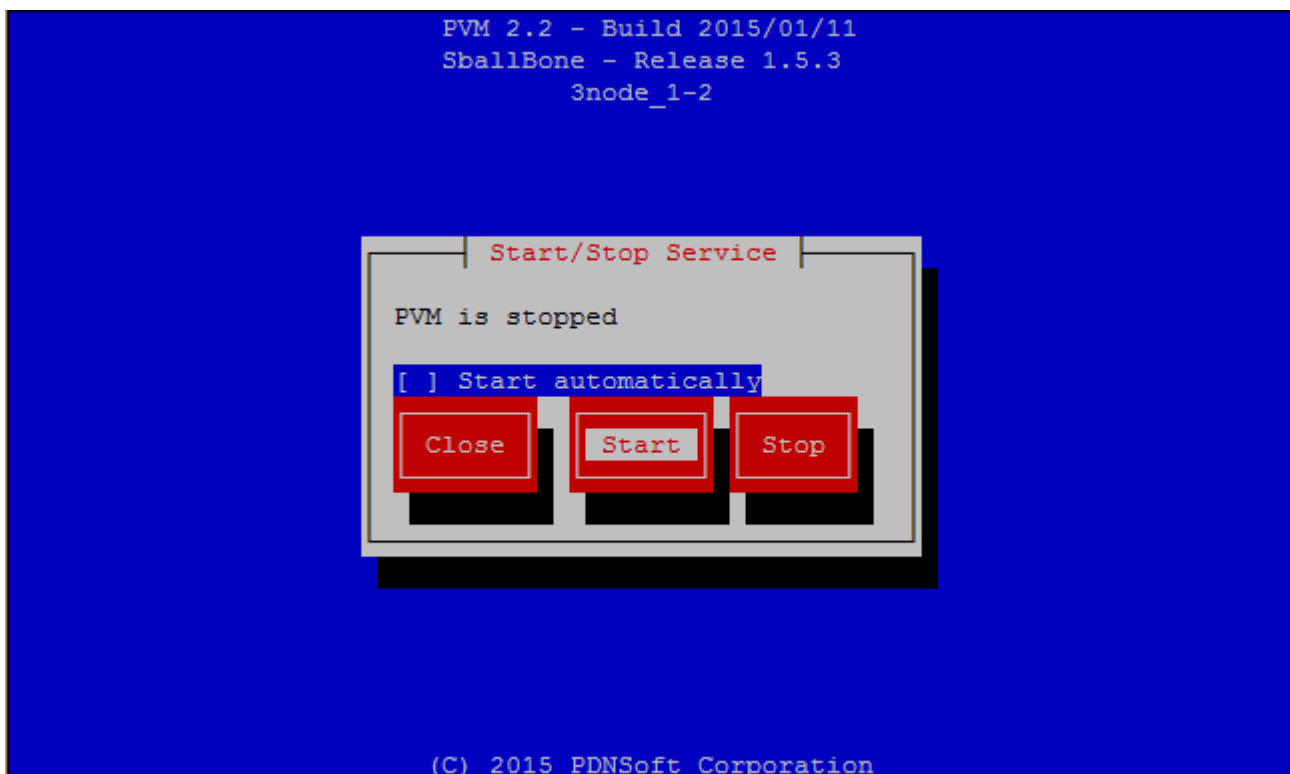 PVM 2.2 - Build 2015/01/11
SballBone - Release 1.5.3
3node_1-2
Start/Stop Service
PVM is stopped
[ ] Start automatically
Close Start Stop
(C) 2015 PDNSoft Corporation